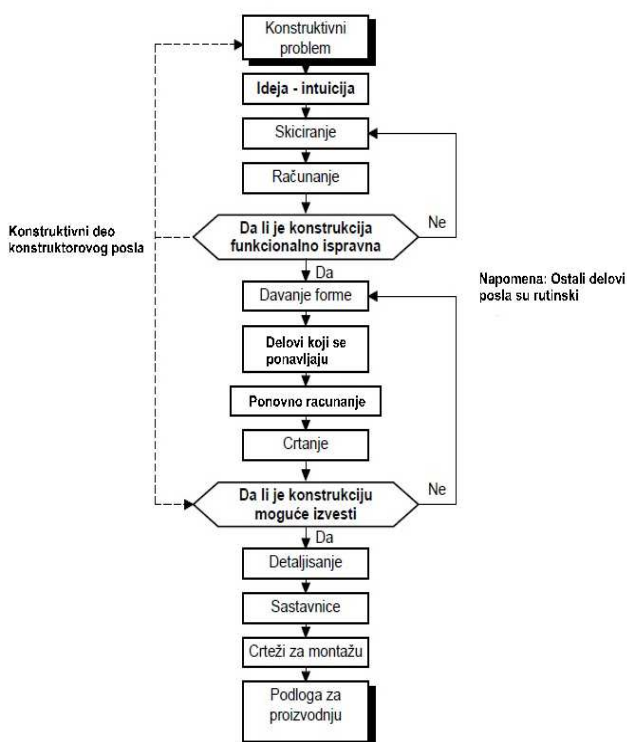 Konstruktivni
problem
Ideja - intuicija
Skiciranje
Računanje
Ne
Konstruktivni deo
konstruktorovog posla
Da li je konstrukcija
funkcionalno ispravna
Da
Napomena: Ostali delovi
posla su rutinski
Davanje forme
Delovi koji se
ponavljaju
Ponovno racunanje
Crtanje
Ne
Da li je konstrukciju
moguće izvesti
Da
Detaljisanje
Sastavnice
Crteži za montažu
Podloga za
proizvodnju